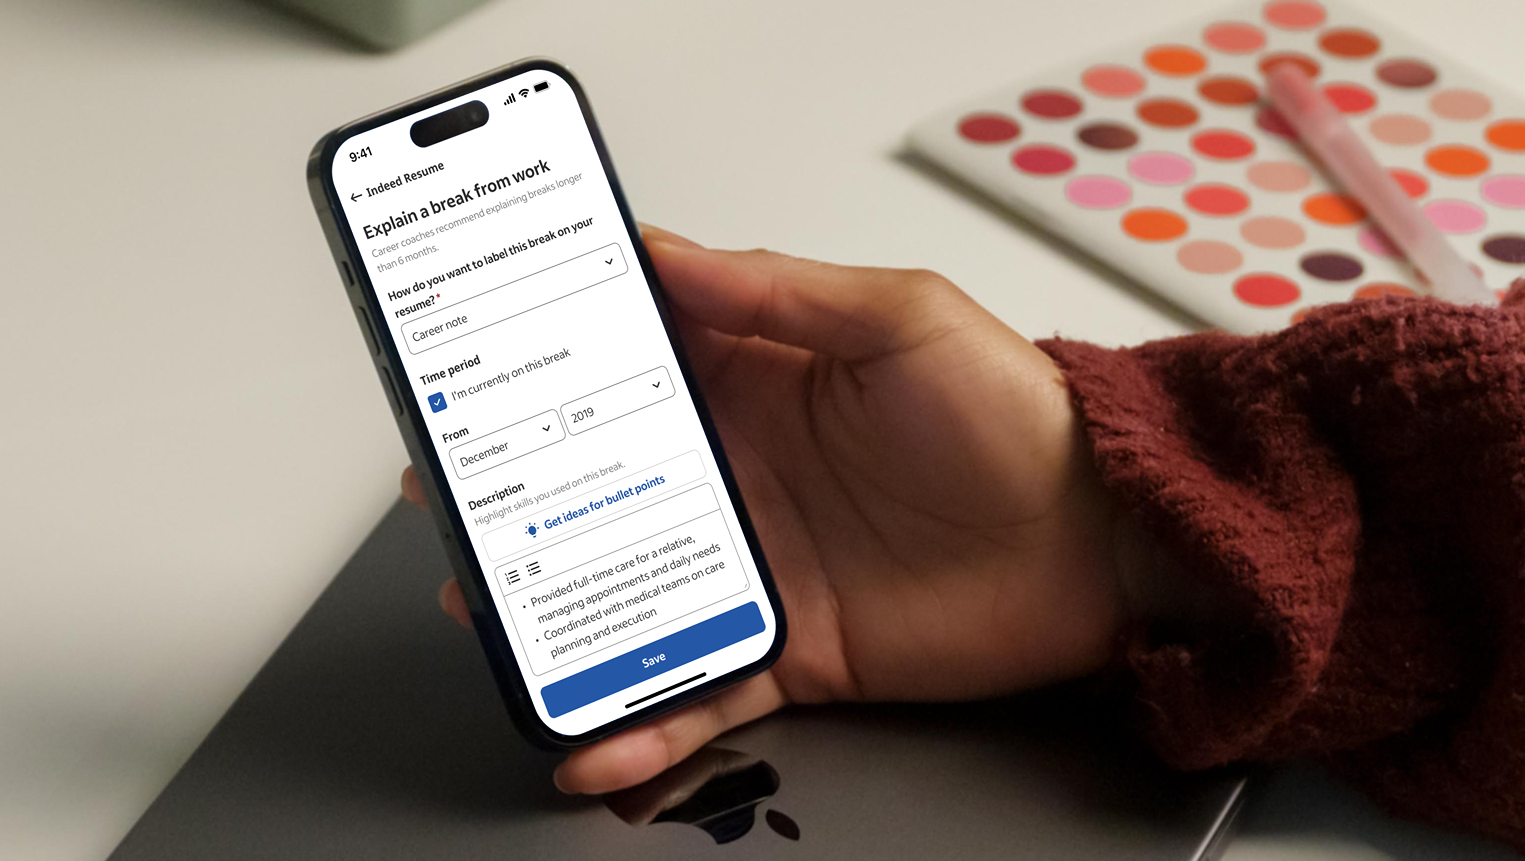 9:41
Indeed Resume
Explain a break from work
Career coaches recommend explaining breaks longer
than 6 months.
How do you want to label this break on your
resume?*
Career note
Time period
I'm currently on this break
From
December
2019
Description
Highlight skills you used on this break.
Get ideas for bullet points
• Provided full-time care for a relative,
managing appointments and daily needs
• Coordinated with medical teams on care
planning and execution
Save